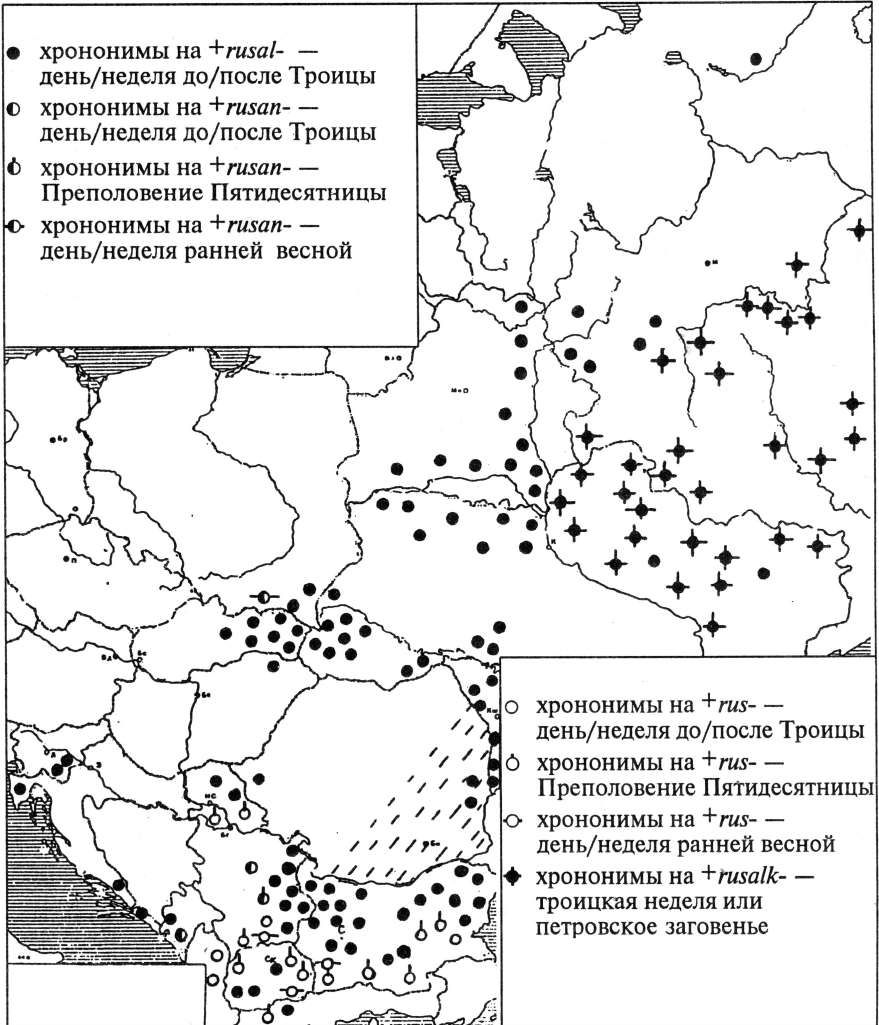 хрононимы на +rusal- —
день/неделя до/после Троицы
хрононимы на +rusan- —
день/неделя до/после Троицы
хрононимы на +rusan- —
Преполовение Пятидесятницы
хрононимы на +rusan- —
день/неделя ранней весной
хрононимы на +rus- —
день/неделя до/после Троицы
хрононимы на +rus- —
Преполовение Пятидесятницы
хрононимы на +rus- —
день/неделя ранней весной
хрононимы на +rusalk- —
троицкая неделя или
петровское заговенье